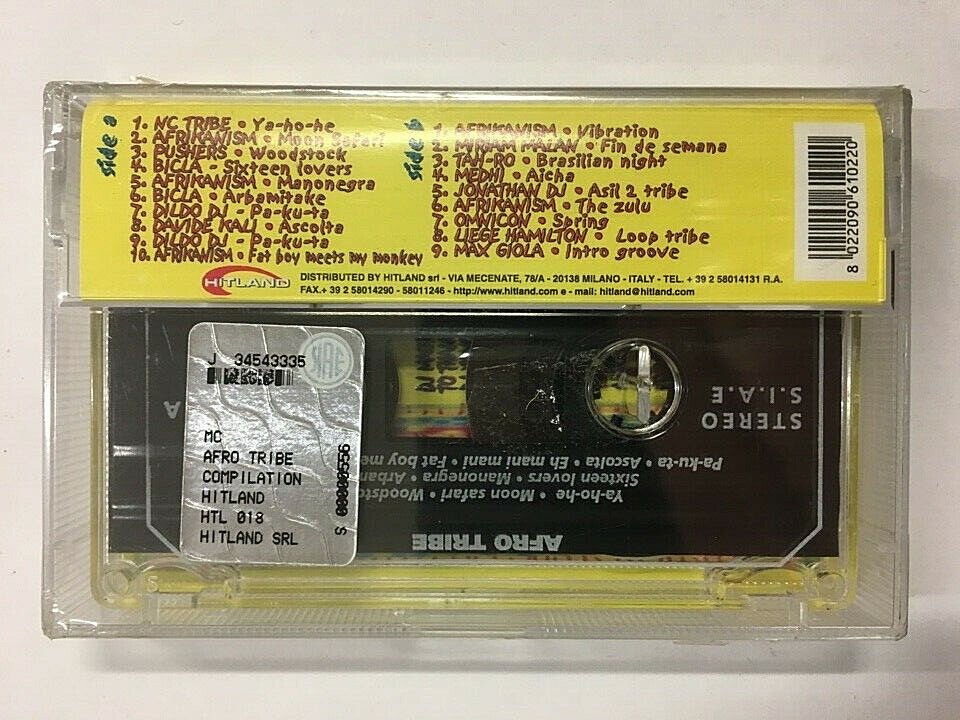 side a
1. NC TRIBE • Ya-ho-he
2. AFRIKANISM • Moon Safari
3. PUSHERS • Woodstock
4. BICLA - Sixteen lovers
5. AFRIKANISM • Manonegra
6. BICLA • Arbamitake
7. DILDO DJ - Pa-ku-ta
8. DAVIDE KALI • Ascolta
9. DILDO DJ - Pa-ku-ta
10. AFRIKANISM • Fat boy meets my monkey
side b
1. AFRIKANISM • Vibration
2. MIRIAM MAZAN • Fin de semana
3. TAH-RO • Brasilian night
4. MEDHI • Aicha
5. JONATHAN DJ • Asil 2 tribe
6. AFRIKANISM • The zulu
7. OMNICON • Spring
8. LIEGE HAMILTON • Loop tribe
9. MAX GIOLA • Intro groove
8 022090 610220
HITLAND
DISTRIBUTED BY HITLAND srl - VIA MECENATE, 78/A - 20138 MILANO - ITALY - TEL. + 39 2 58014131 R.A.
FAX.+ 39 2 58014290 - 58011246 - http://www.hitland.com e - mail: hitland@hitland.com
J 34543335
MC
AFRO TRIBE
COMPILATION
HITLAND
HTL 018
HITLAND SRL
S 00000556
A
STEREO
S.I.A.E
AFRO TRIBE
Ya-ho-he • Moon safari •
Sixteen lovers • Manonegra •
Pa-ku-ta • Ascolta • Eh mani mani • Fat boy